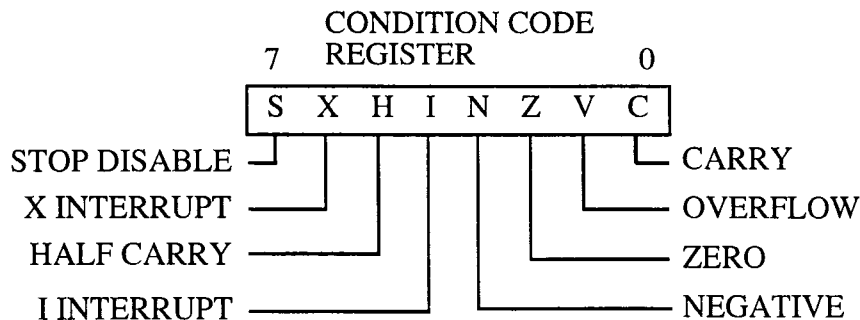 CONDITION CODE
7 REGISTER 0
S X H I N Z V C
STOP DISABLE CARRY
X INTERRUPT OVERFLOW
HALF CARRY ZERO
I INTERRUPT NEGATIVE